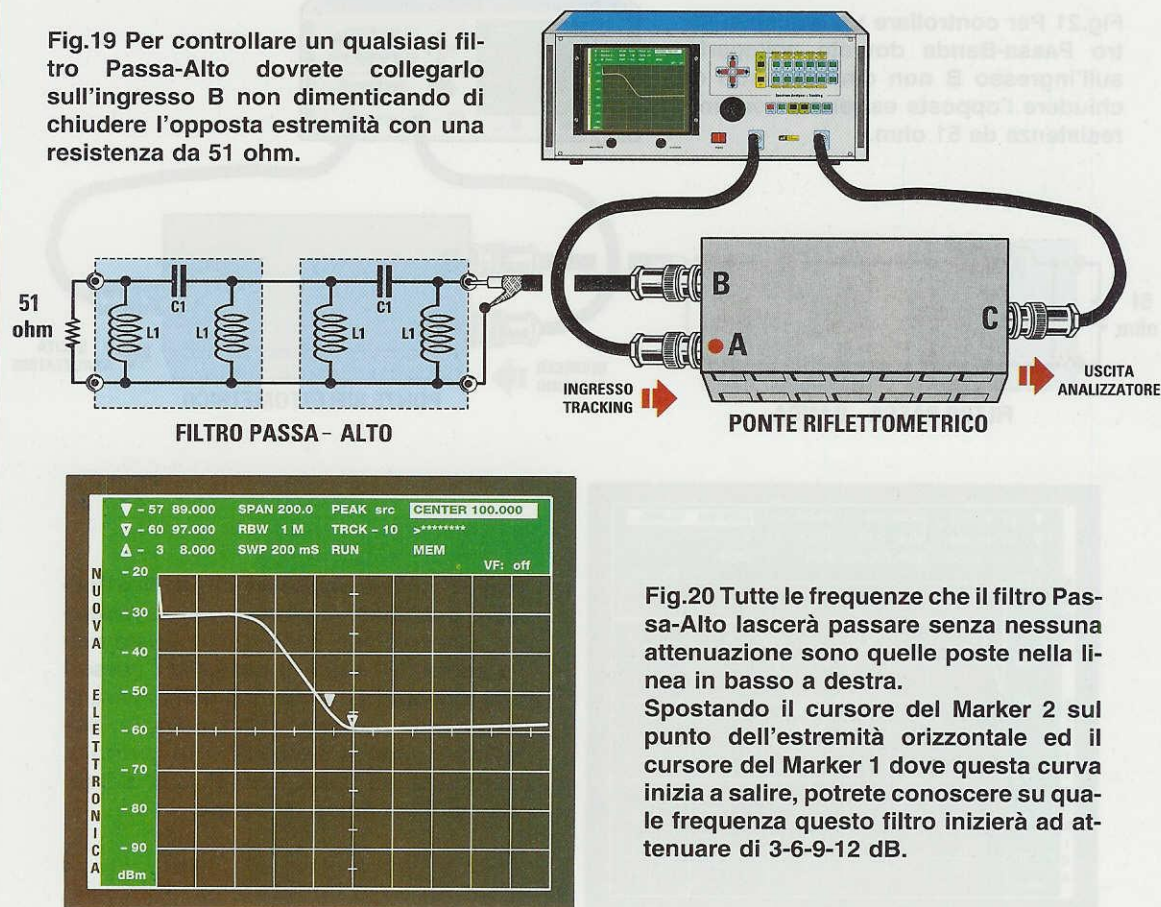 Fig.19 Per controllare un qualsiasi fil-
tro Passa-Alto dovrete collegarlo
sull'ingresso B non dimenticando di
chiudere l'opposta estremità con una
resistenza da 51 ohm.
51
ohm
L1
C1
L1
L1
C1
L1
FILTRO PASSA- ALTO
B
A
C
INGRESSO
TRACKING
USCITA
ANALIZZATORE
PONTE RIFLETTOMETRICO
- 57 89.000 SPAN 200.0 PEAK src CENTER 100.000
- 60 97.000 RBW 1 M TRCK - 10 >********
- 3 8.000 SWP 200 mS RUN MEM
VF: off
NUOVA ELETTRONICA
- 20
- 30
- 40
- 50
- 60
- 70
- 80
- 90
dBm
Fig.20 Tutte le frequenze che il filtro Pas-
sa-Alto lascerà passare senza nessuna
attenuazione sono quelle poste nella li-
nea in basso a destra.
Spostando il cursore del Marker 2 sul
punto dell'estremità orizzontale ed il
cursore del Marker 1 dove questa curva
inizia a salire, potrete conoscere su qua-
le frequenza questo filtro inizierà ad at-
tenuare di 3-6-9-12 dB.